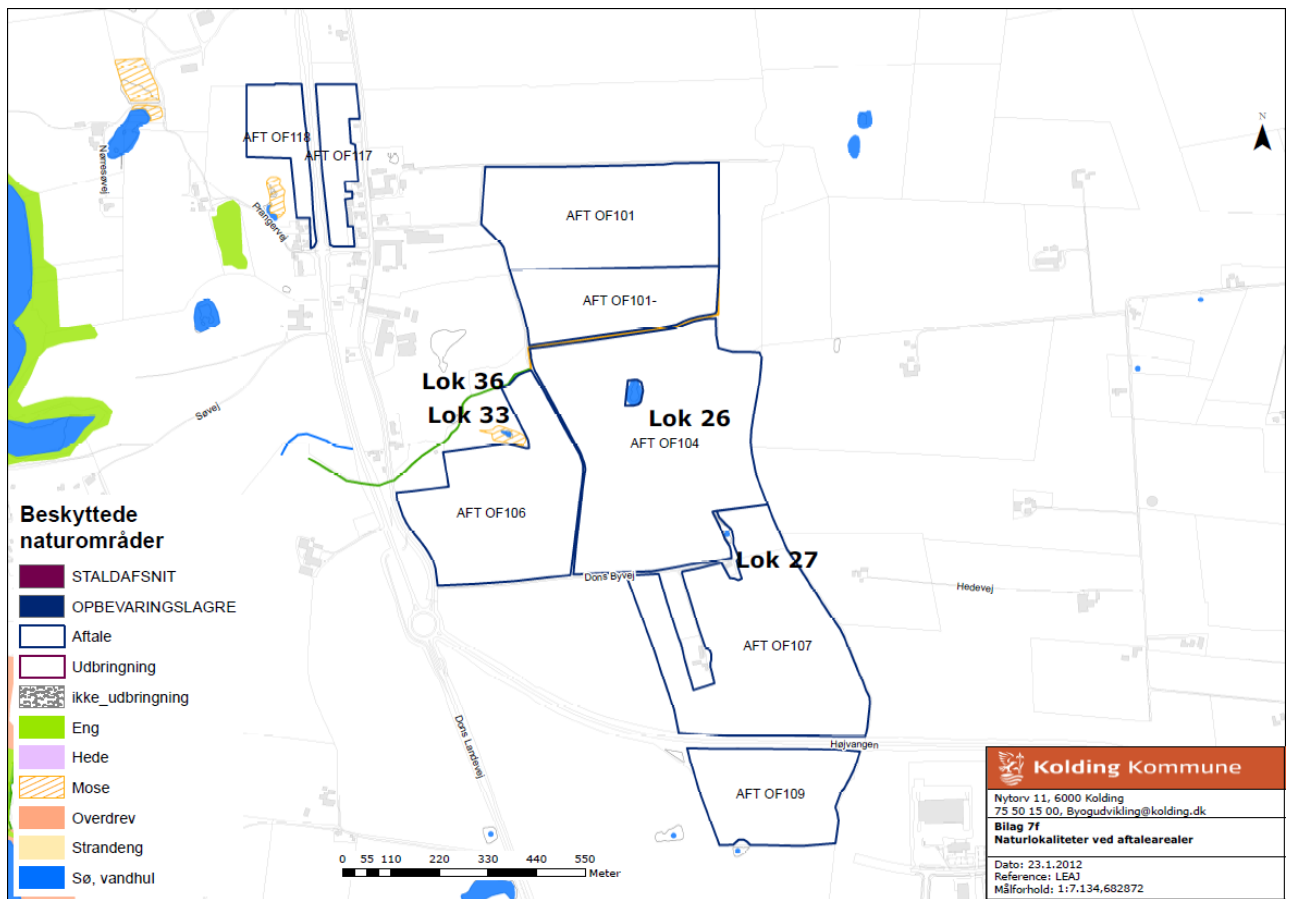 N
AFT OF118
AFT OF117
Nørresøvej
Prangervej
AFT OF101
AFT OF101-
Lok 36
Lok 33
Lok 26
AFT OF104
Søvej
AFT OF106
Lok 27
Dons Byvej
Hedevej
AFT OF107
Dons Landevej
Højvangen
AFT OF109
Beskyttede
naturområder
STALDAFSNIT
OPBEVARINGSLAGRE
Aftale
Udbringning
ikke_udbringning
Eng
Hede
Mose
Overdrev
Strandeng
Sø, vandhul
0 55 110 220 330 440 550
Meter
Kolding Kommune
Nytorv 11, 6000 Kolding
75 50 15 00, Byogudvikling@kolding.dk
Bilag 7f
Naturlokaliteter ved aftalearealer
Dato: 23.1.2012
Reference: LEAJ
Målforhold: 1:7.134,682872